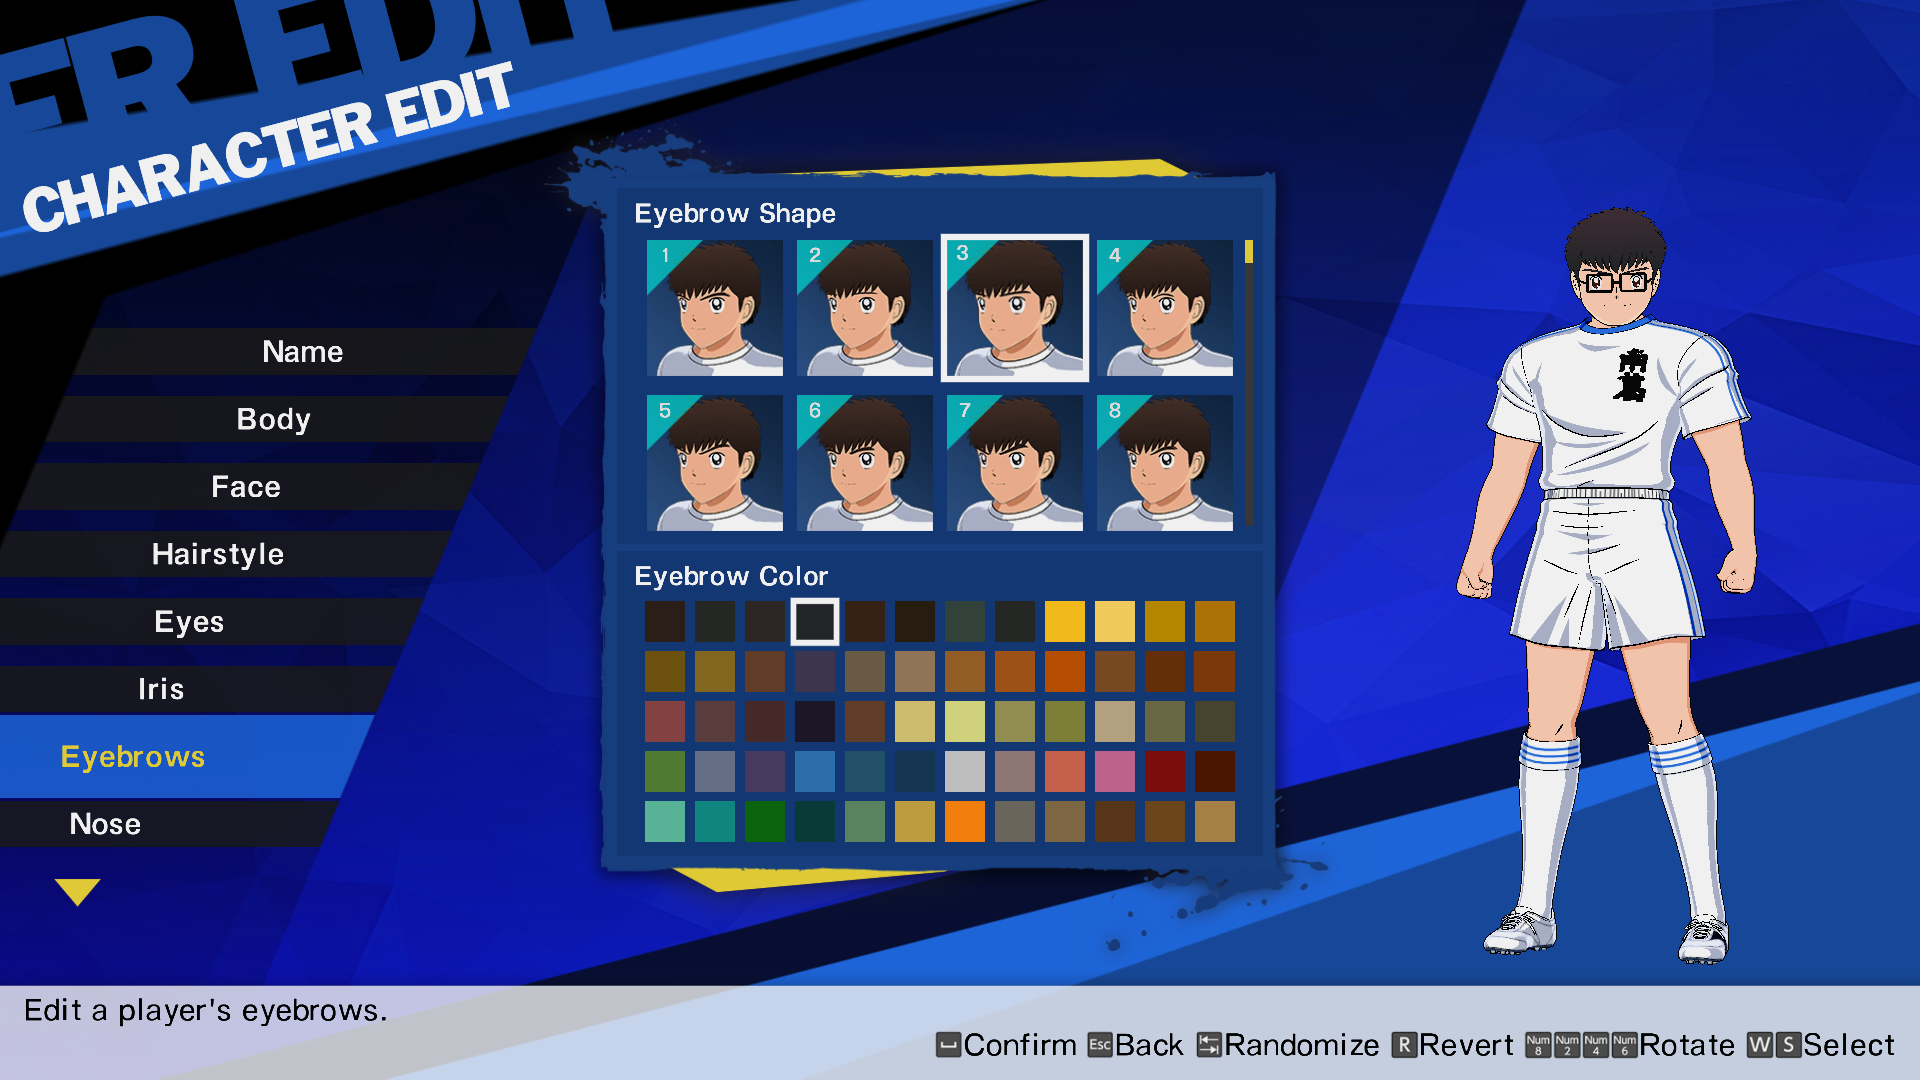 ER EDIT
CHARACTER EDIT
Name
Body
Face
Hairstyle
Eyes
Iris
Eyebrows
Nose
Eyebrow Shape
1
2
3
4
5
6
7
8
Eyebrow Color
南葛
Edit a player's eyebrows.
Confirm Esc Back Randomize R Revert Num 8 Num 2 Num 4 Num 6 Rotate W S Select